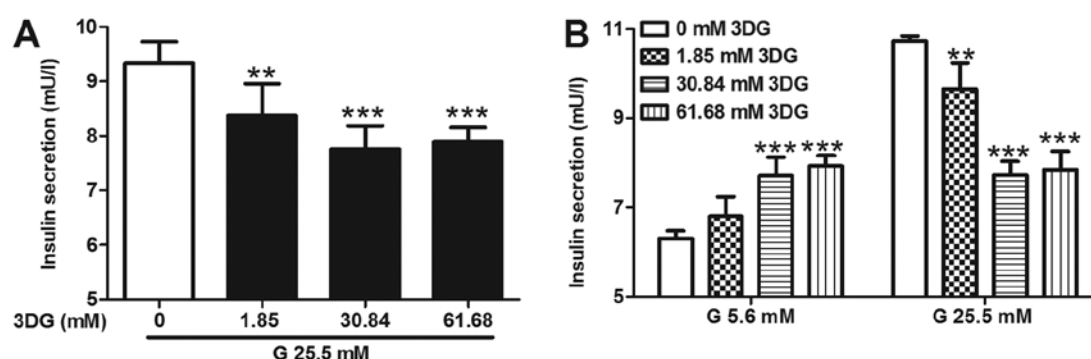 A
Insulin secretion (mU/l)
10
9
8
7
6
5
**
***
***
3DG (mM)
0
1.85
30.84
61.68
G 25.5 mM
B
Insulin secretion (mU/l)
11
9
7
5
0 mM 3DG
1.85 mM 3DG
30.84 mM 3DG
61.68 mM 3DG
***
***
**
***
***
G 5.6 mM
G 25.5 mM